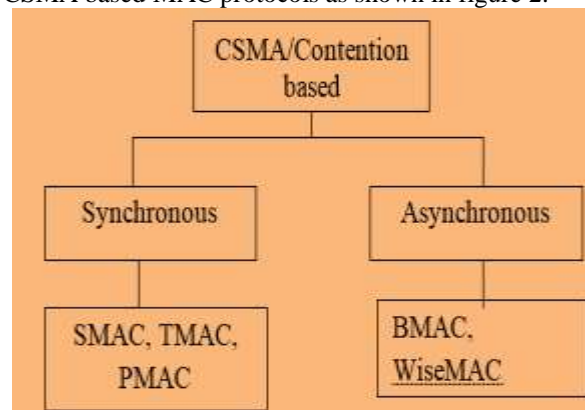 CSMA based MAC protocols as shown in figure 2.
CSMA/Contention
based
Synchronous
Asynchronous
SMAC, TMAC,
PMAC
BMAC,
WiseMAC